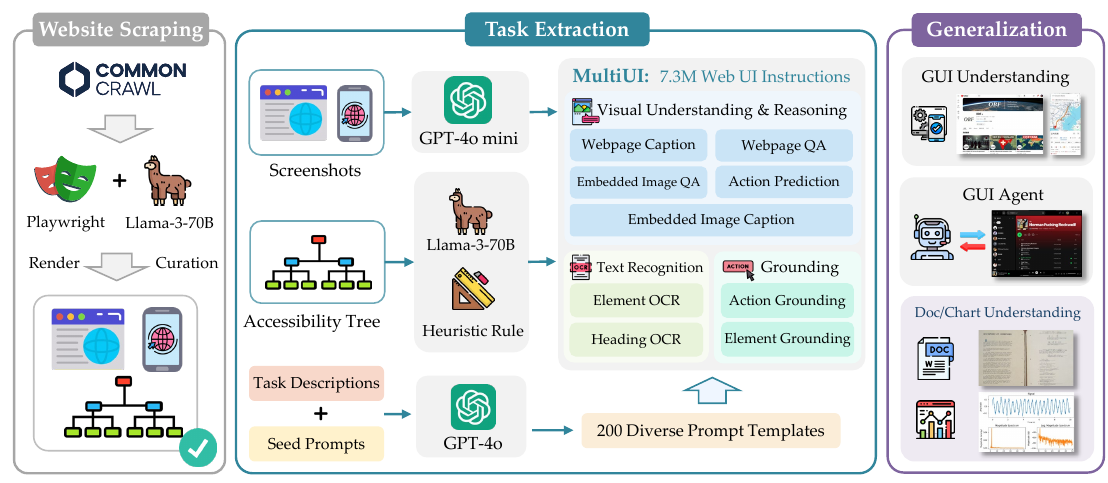 Website Scraping
COMMON
CRAWL
Playwright
+
Llama-3-70B
Render
Curation
Task Extraction
Screenshots
GPT-4o mini
Accessibility Tree
Llama-3-70B
Heuristic Rule
Task Descriptions
+
Seed Prompts
GPT-4o
200 Diverse Prompt Templates
MultiUI: 7.3M Web UI Instructions
Visual Understanding & Reasoning
Webpage Caption
Webpage QA
Embedded Image QA
Action Prediction
Embedded Image Caption
OCR
Text Recognition
Element OCR
Heading OCR
ACTION
Grounding
Action Grounding
Element Grounding
Generalization
GUI Understanding
ORF
GUI Agent
Doc/Chart Understanding
DOC
W